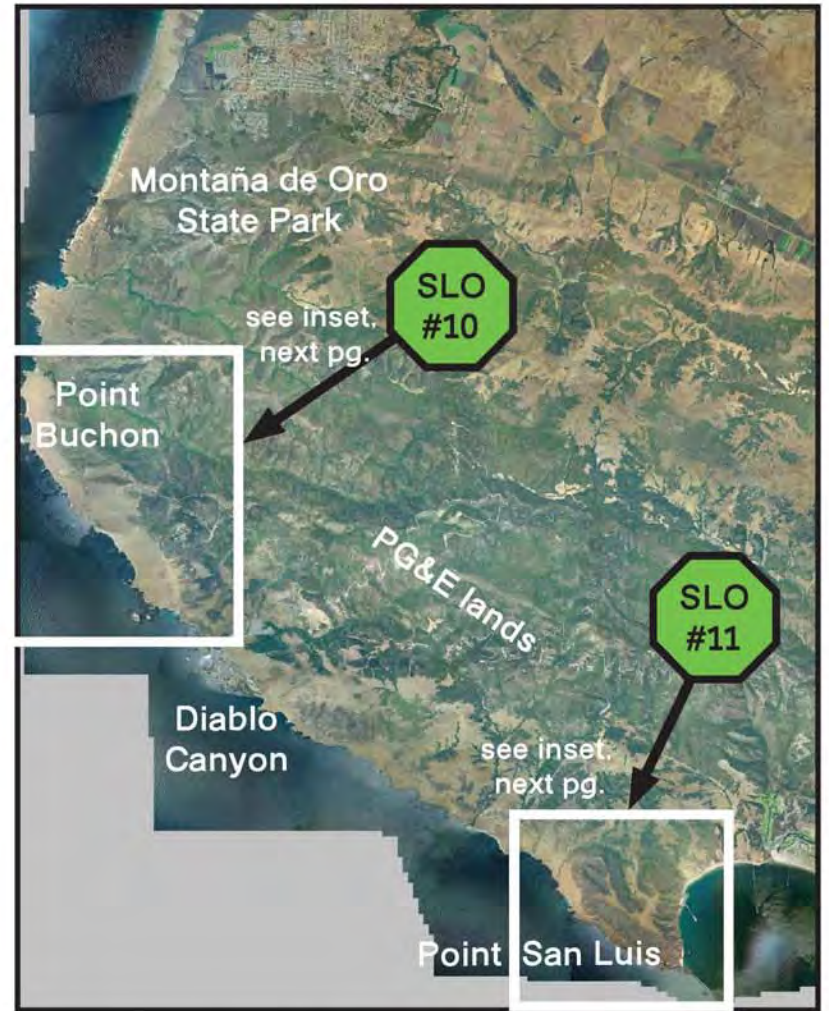 Montaña de Oro
State Park
SLO
#10
see inset,
next pg.
Point
Buchon
PG&E lands
SLO
#11
Diablo
Canyon
see inset,
next pg.
Point San Luis